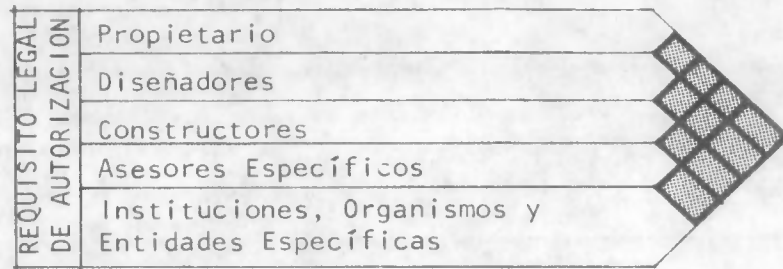 REQUISITO LEGAL
DE AUTORIZACION
Propietario
Diseñadores
Constructores
Asesores Específicos
Instituciones, Organismos y
Entidades Específicas